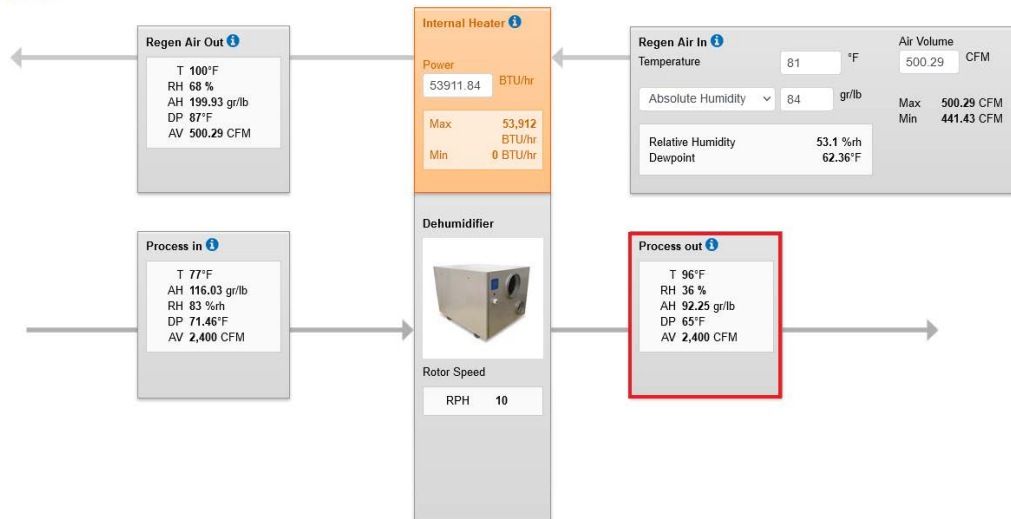 Regen Air Out
T 100°F
RH 68 %
AH 199.93 gr/lb
DP 87°F
AV 500.29 CFM
Internal Heater
Power
53911.84 BTU/hr
Max 53,912
BTU/hr
Min 0 BTU/hr
Regen Air In
Temperature 81 °F
Absolute Humidity 84 gr/lb
Relative Humidity 53.1 %rh
Dewpoint 62.36°F
Air Volume
500.29 CFM
Max 500.29 CFM
Min 441.43 CFM
Process in
T 77°F
AH 116.03 gr/lb
RH 83 %rh
DP 71.46°F
AV 2,400 CFM
Dehumidifier
Rotor Speed
RPH 10
Process out
T 96°F
RH 36 %
AH 92.25 gr/lb
DP 65°F
AV 2,400 CFM